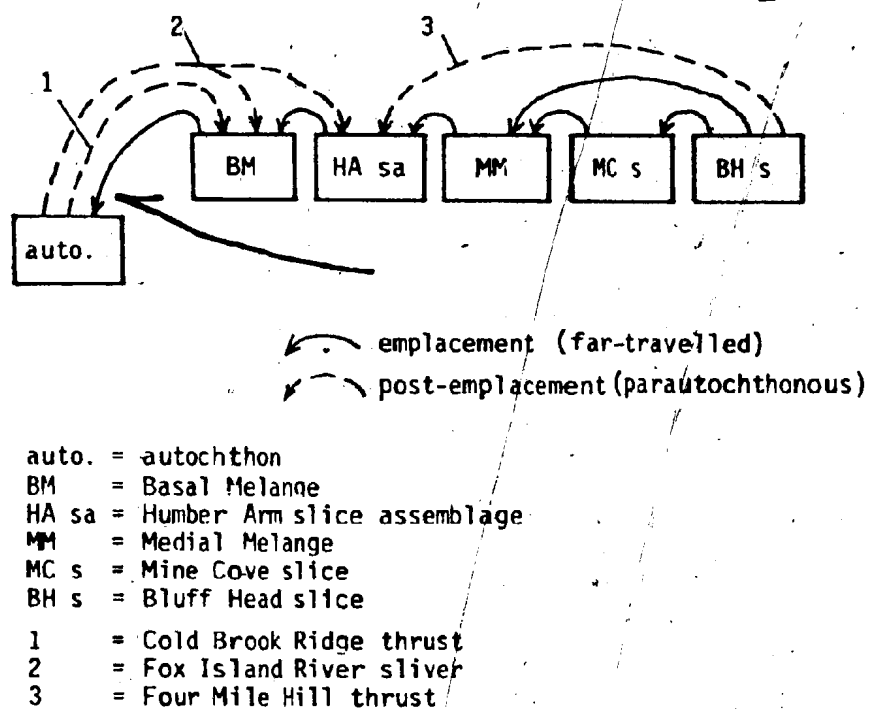 2 3
1
BM HA sa MM MC s BH s
auto.
emplacement (far-travelled)
post-emplacement (parautochthonous)
auto. = autochthon
BM = Basal Melange
HA sa = Humber Arm slice assemblage
MM = Medial Melange
MC s = Mine Cove slice
BH s = Bluff Head slice
1 = Cold Brook Ridge thrust
2 = Fox Island River sliver
3 = Four Mile Hill thrust